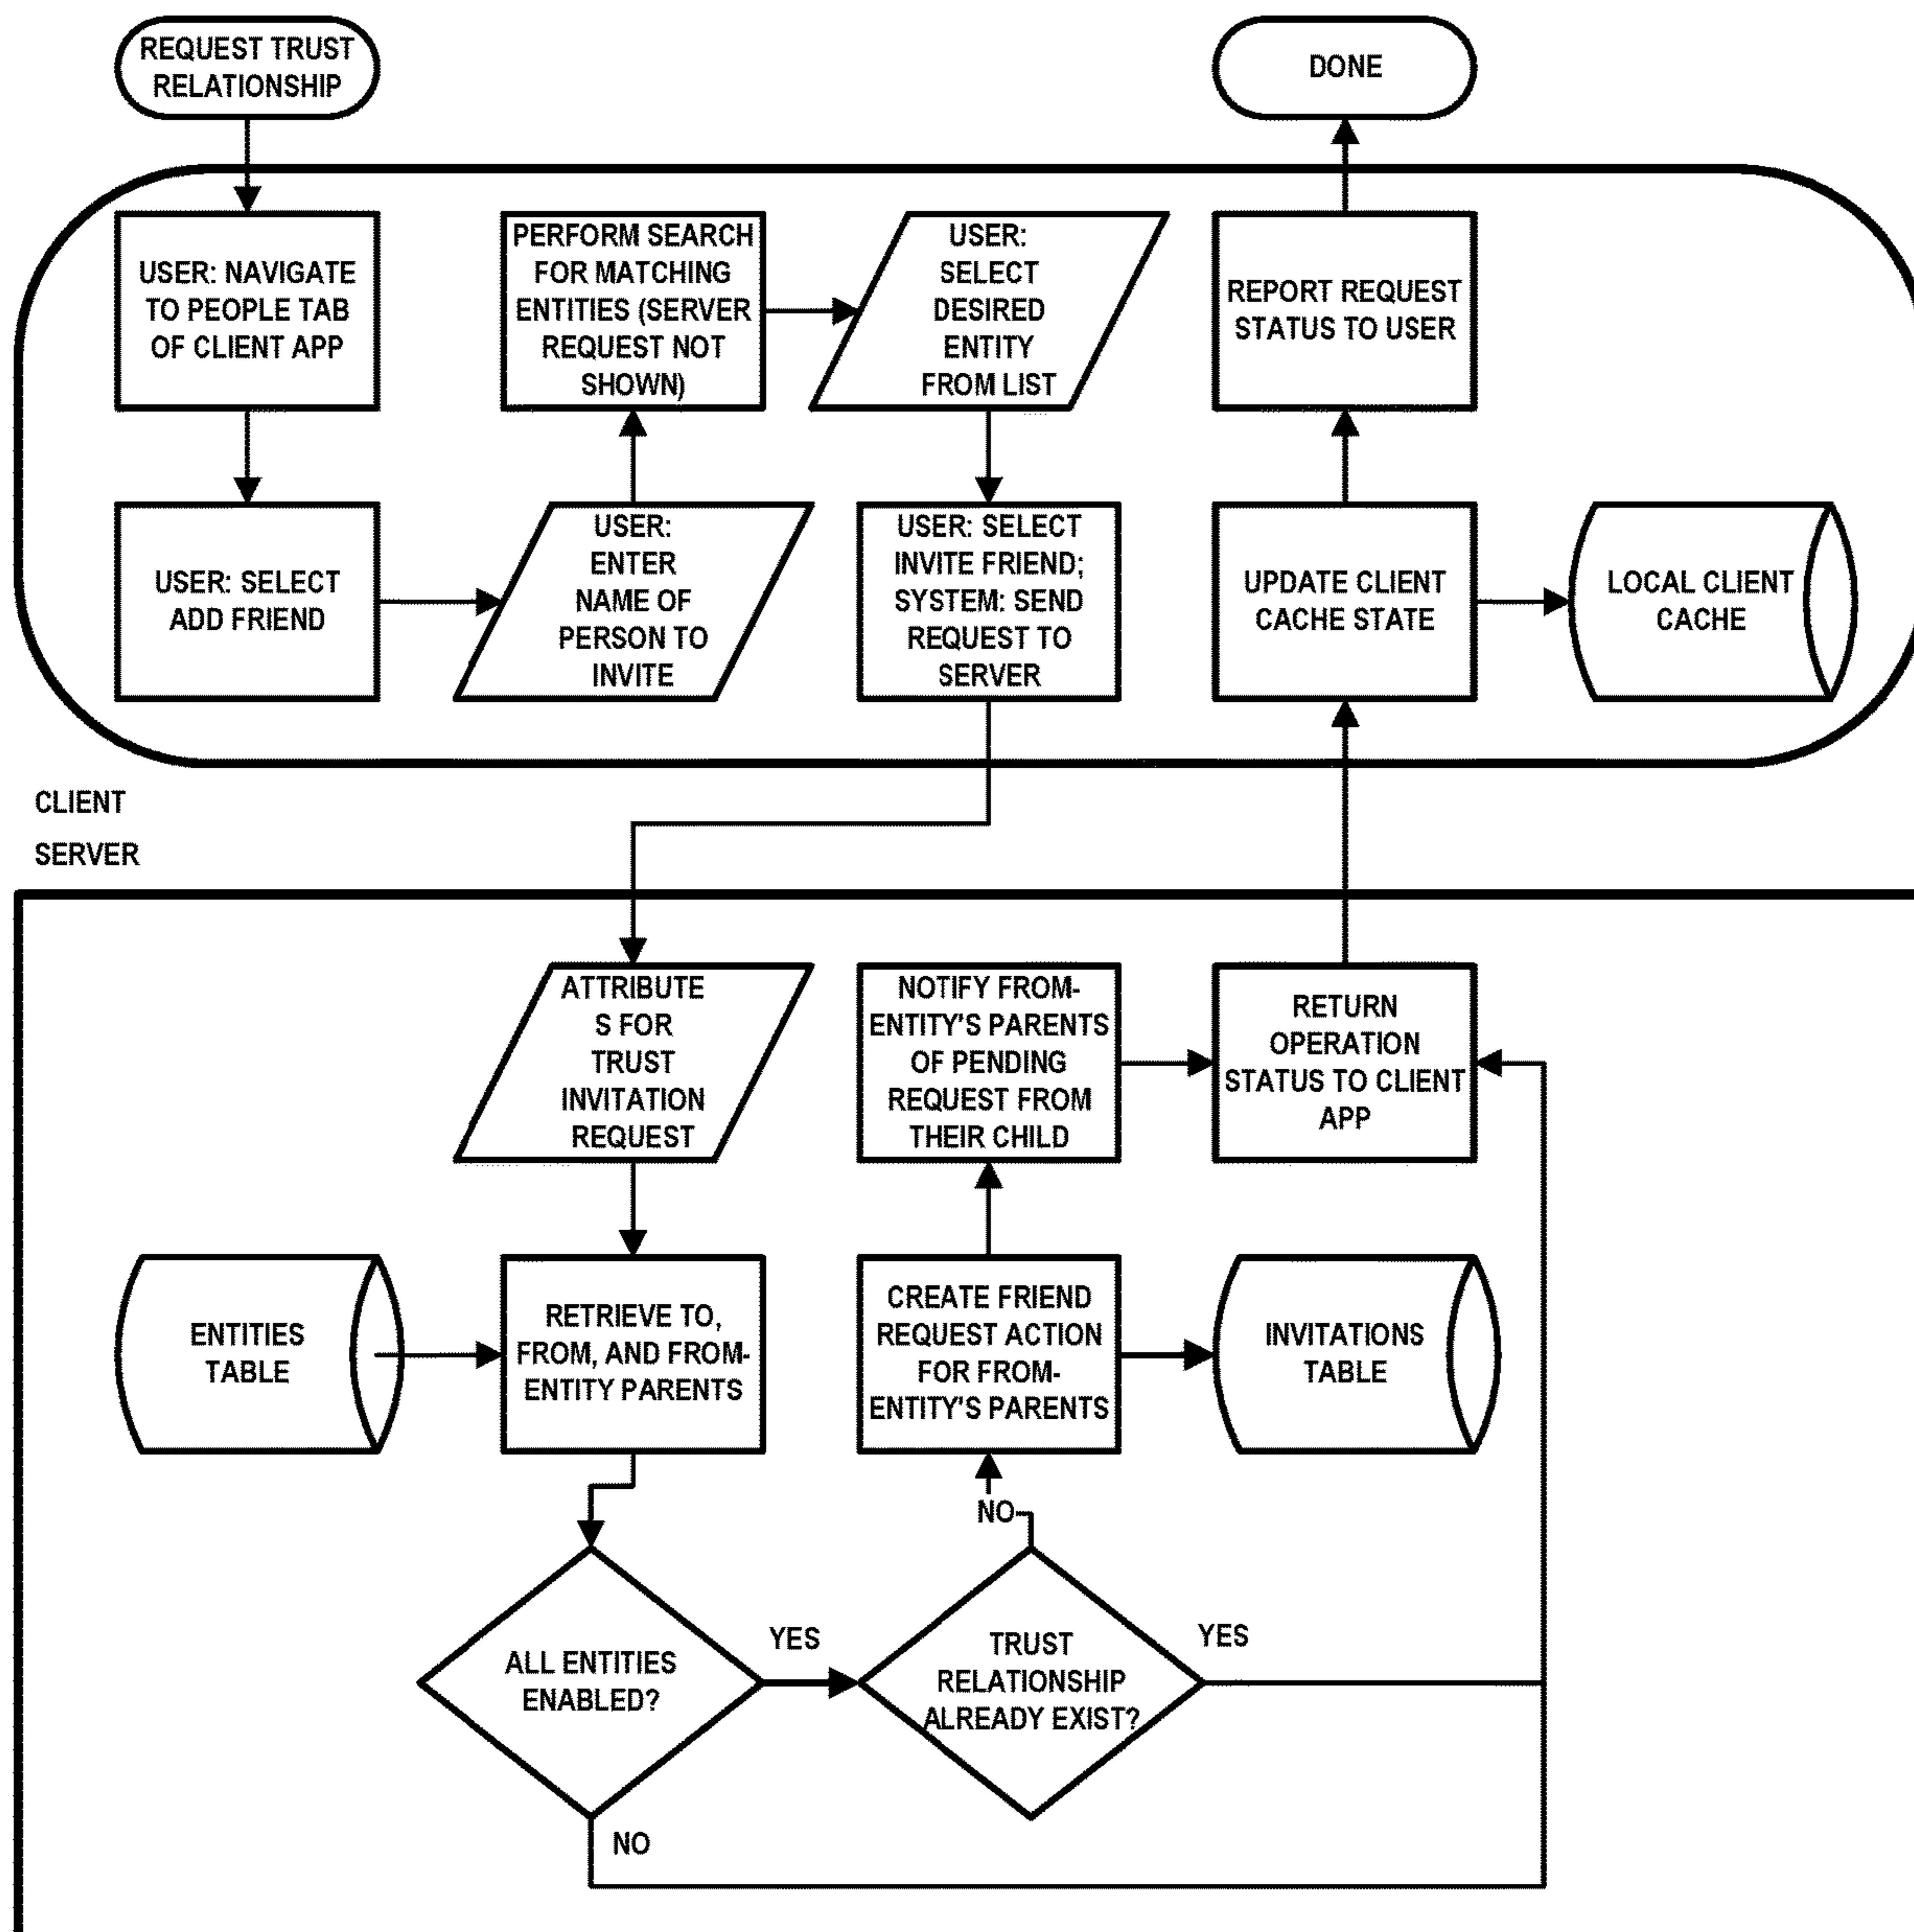 REQUEST TRUST
RELATIONSHIP
DONE
USER: NAVIGATE
TO PEOPLE TAB
OF CLIENT APP
PERFORM SEARCH
FOR MATCHING
ENTITIES (SERVER
REQUEST NOT
SHOWN)
USER:
SELECT
DESIRED
ENTITY
FROM LIST
REPORT REQUEST
STATUS TO USER
USER: SELECT
ADD FRIEND
USER:
ENTER
NAME OF
PERSON TO
INVITE
USER: SELECT
INVITE FRIEND;
SYSTEM: SEND
REQUEST TO
SERVER
UPDATE CLIENT
CACHE STATE
LOCAL CLIENT
CACHE
CLIENT
SERVER
ATTRIBUTE
S FOR
TRUST
INVITATION
REQUEST
NOTIFY FROM-
ENTITY'S PARENTS
OF PENDING
REQUEST FROM
THEIR CHILD
RETURN
OPERATION
STATUS TO CLIENT
APP
ENTITIES
TABLE
RETRIEVE TO,
FROM, AND FROM-
ENTITY PARENTS
CREATE FRIEND
REQUEST ACTION
FOR FROM-
ENTITY'S PARENTS
INVITATIONS
TABLE
NO
ALL ENTITIES
ENABLED?
YES
TRUST
RELATIONSHIP
ALREADY EXIST?
YES
NO